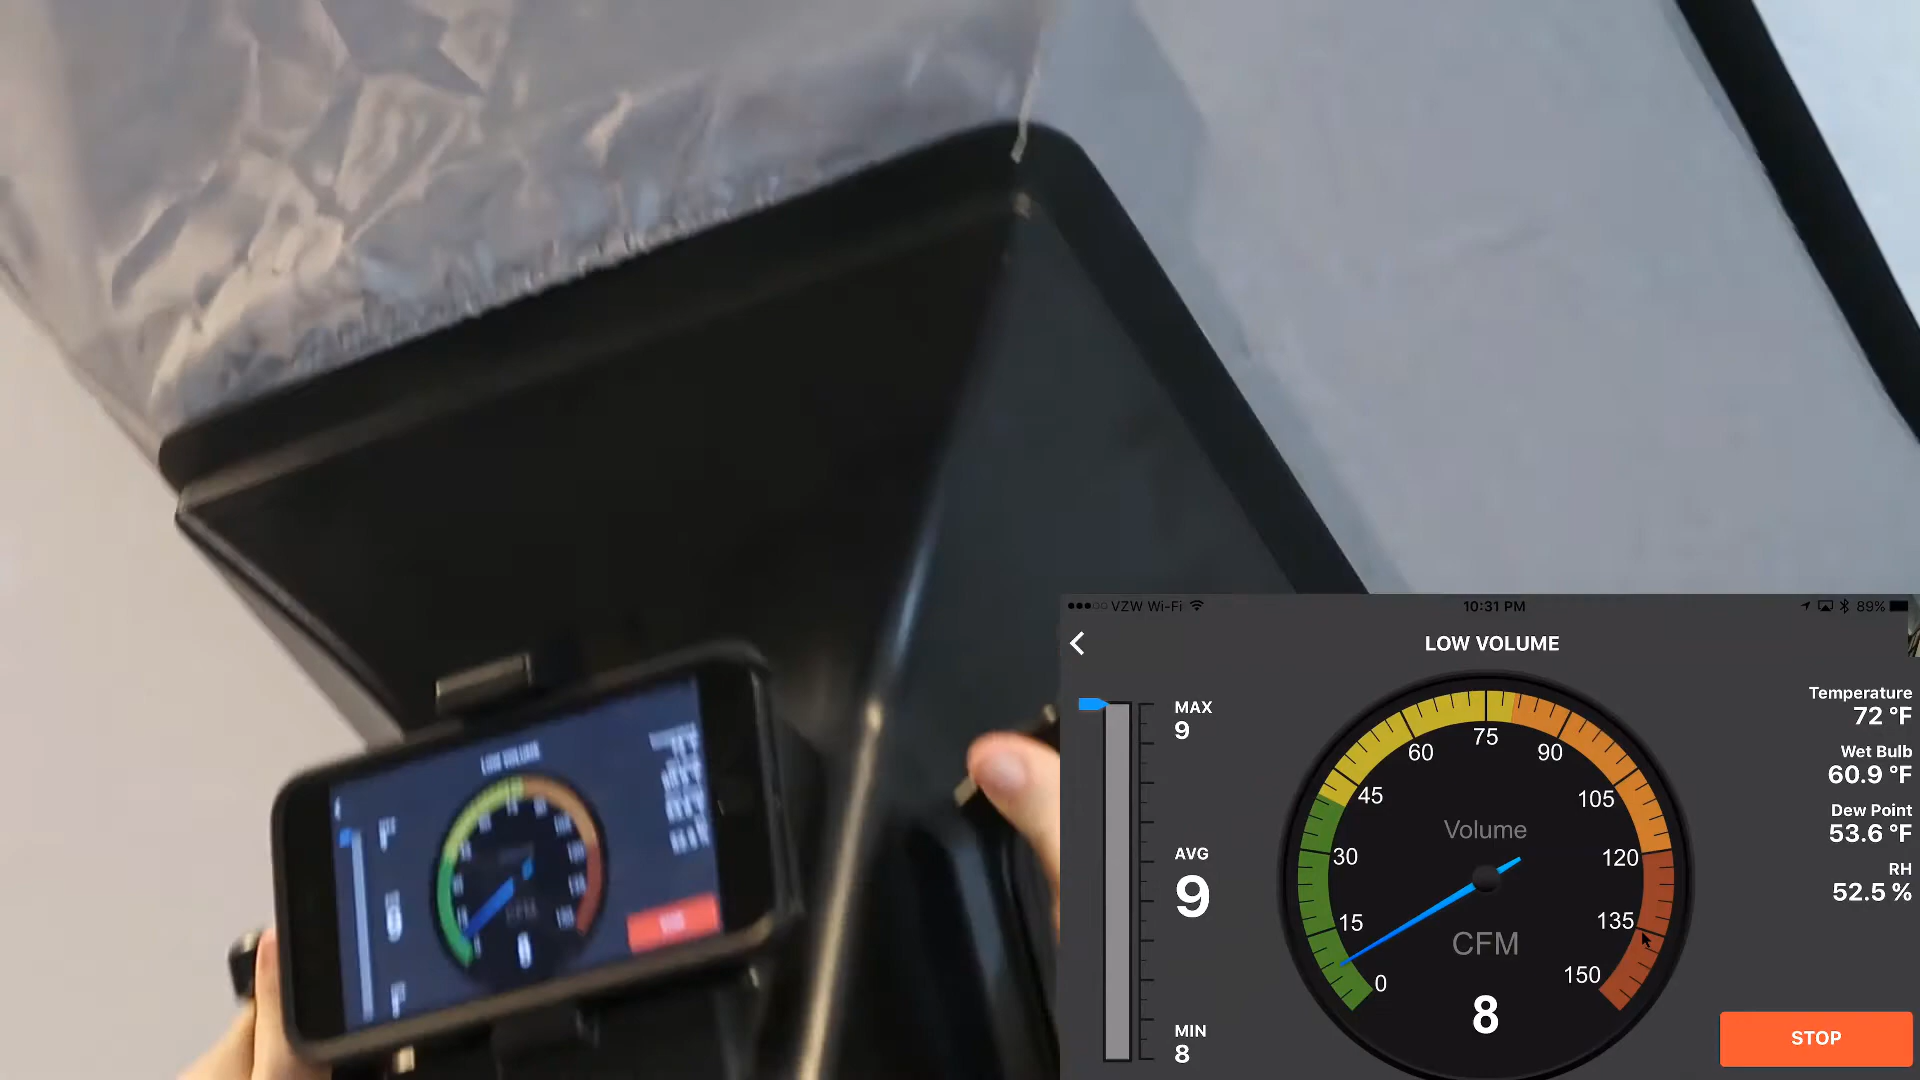 VZW Wi-Fi
10:31 PM
89%
LOW VOLUME
MAX
9
AVG
9
MIN
8
0
15
30
45
60
75
90
105
120
135
150
Volume
CFM
8
Temperature
72 °F
Wet Bulb
60.9 °F
Dew Point
53.6 °F
RH
52.5 %
STOP
LOW VOLUME